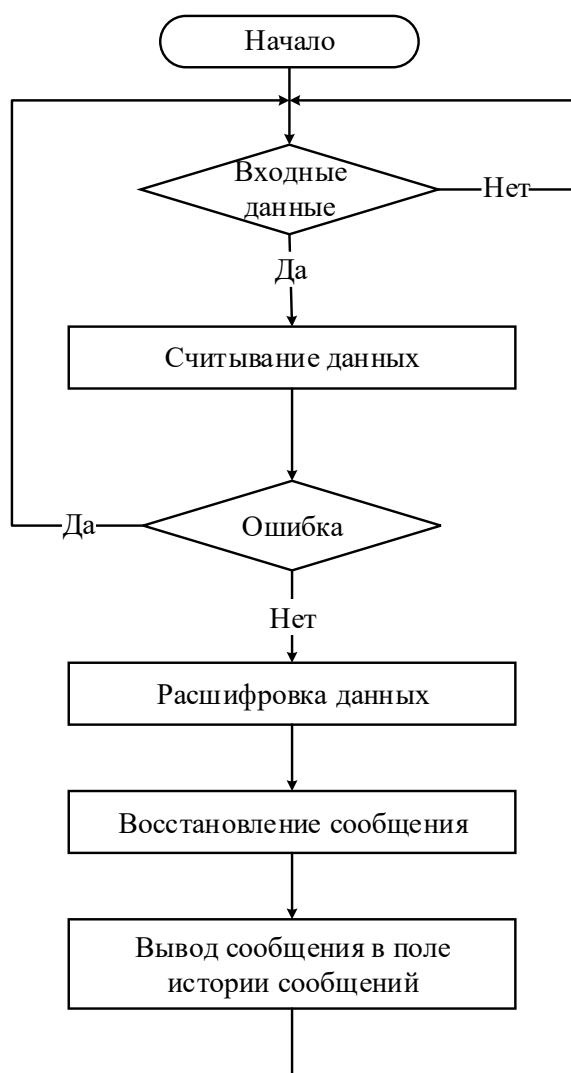 Начало
Входные
данные
Нет
Да
Считывание данных
Ошибка
Да
Нет
Расшифровка данных
Восстановление сообщения
Вывод сообщения в поле
истории сообщений